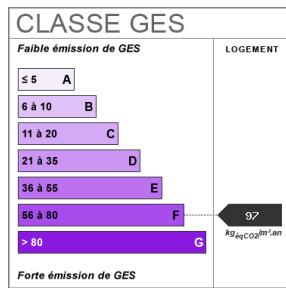 CLASSE GES
Faible émission de GES
LOGEMENT
≤ 5 A
6 à 10 B
11 à 20 C
21 à 35 D
36 à 55 E
56 à 80 F
97
kgéqCO2/m².an
> 80 G
Forte émission de GES